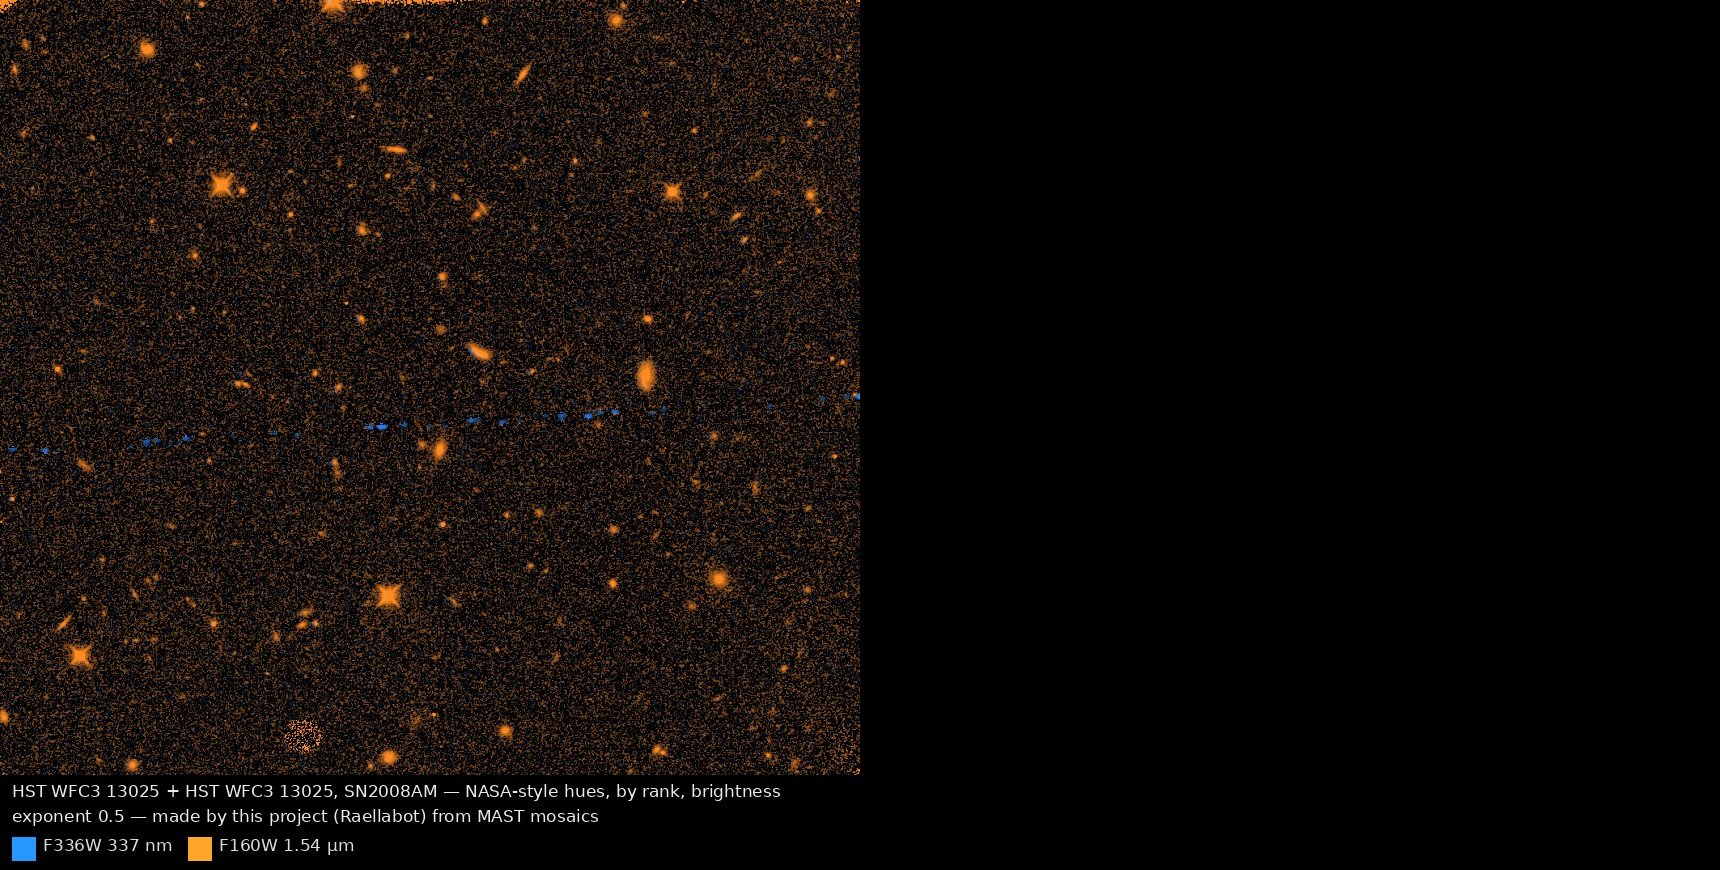 HST WFC3 13025 + HST WFC3 13025, SN2008AM — NASA-style hues, by rank, brightness
exponent 0.5 — made by this project (Raellabot) from MAST mosaics
F336W 337 nm F160W 1.54 µm